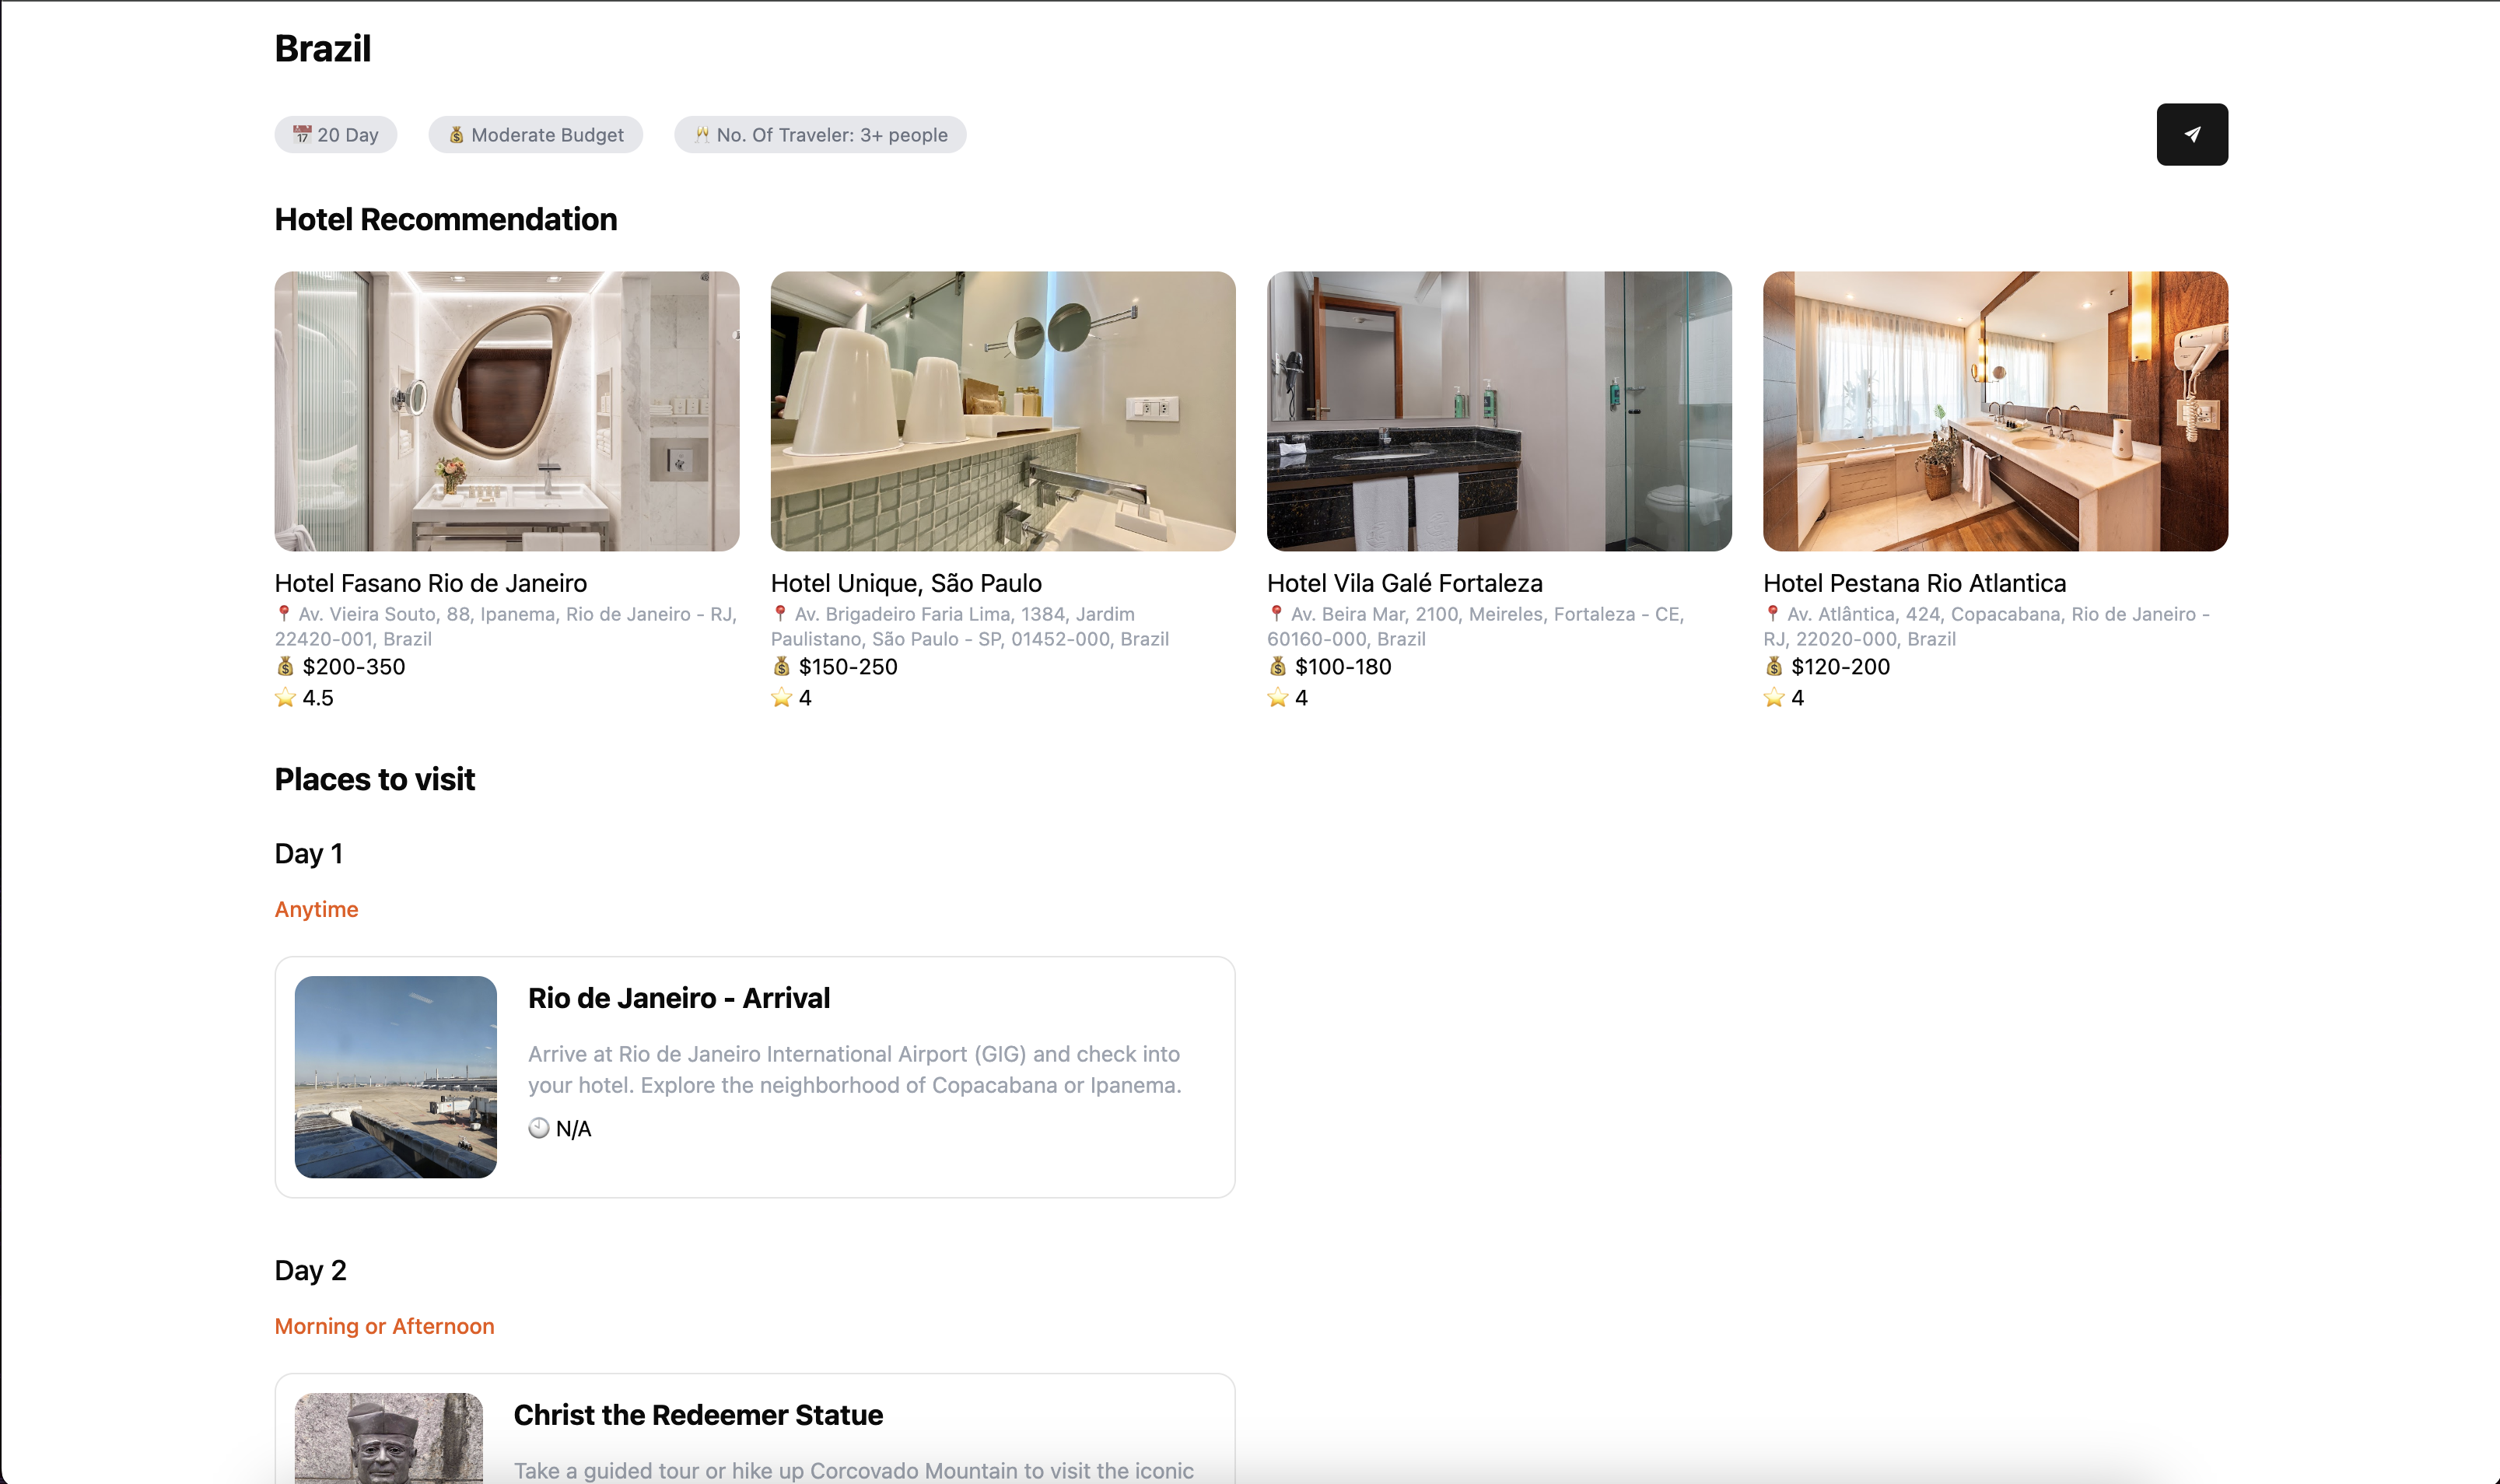 Brazil
📅 20 Day
💰 Moderate Budget
🥂 No. Of Traveler: 3+ people
Hotel Recommendation
Hotel Fasano Rio de Janeiro
📍 Av. Vieira Souto, 88, Ipanema, Rio de Janeiro - RJ,
22420-001, Brazil
💰 $200-350
⭐ 4.5
Hotel Unique, São Paulo
📍 Av. Brigadeiro Faria Lima, 1384, Jardim
Paulistano, São Paulo - SP, 01452-000, Brazil
💰 $150-250
⭐ 4
Hotel Vila Galé Fortaleza
📍 Av. Beira Mar, 2100, Meireles, Fortaleza - CE,
60160-000, Brazil
💰 $100-180
⭐ 4
Hotel Pestana Rio Atlantica
📍 Av. Atlântica, 424, Copacabana, Rio de Janeiro -
RJ, 22020-000, Brazil
💰 $120-200
⭐ 4
Places to visit
Day 1
Anytime
Rio de Janeiro - Arrival
Arrive at Rio de Janeiro International Airport (GIG) and check into
your hotel. Explore the neighborhood of Copacabana or Ipanema.
🕙 N/A
Day 2
Morning or Afternoon
Christ the Redeemer Statue
Take a guided tour or hike up Corcovado Mountain to visit the iconic